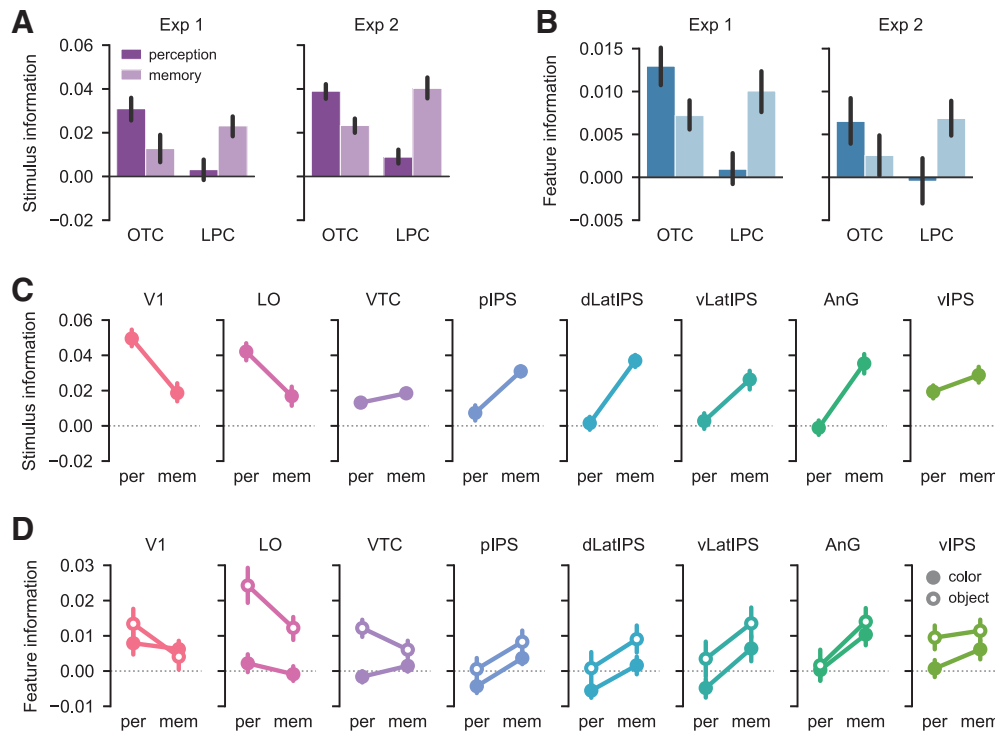 A
Exp 1
Exp 2
Stimulus information
0.06
0.04
0.02
0.00
−0.02
perception
memory
OTC
LPC
OTC
LPC
B
Exp 1
Exp 2
Feature information
0.015
0.010
0.005
0.000
−0.005
OTC
LPC
OTC
LPC
C
V1
LO
VTC
pIPS
dLatIPS
vLatIPS
AnG
vIPS
Stimulus information
0.06
0.04
0.02
0.00
−0.02
per mem
per mem
per mem
per mem
per mem
per mem
per mem
per mem
D
V1
LO
VTC
pIPS
dLatIPS
vLatIPS
AnG
vIPS
Feature information
0.03
0.02
0.01
0.00
−0.01
color
object
per mem
per mem
per mem
per mem
per mem
per mem
per mem
per mem